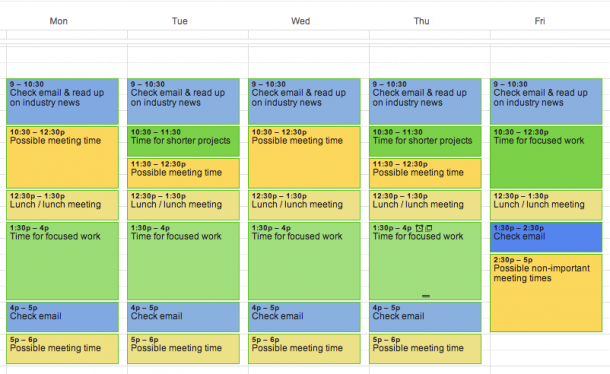 Mon
Tue
Wed
Thu
Fri
9 – 10:30
Check email & read up
on industry news
10:30 – 12:30p
Possible meeting time
12:30p – 1:30p
Lunch / lunch meeting
1:30p – 4p
Time for focused work
4p – 5p
Check email
5p – 6p
Possible meeting time
9 – 10:30
Check email & read up
on industry news
10:30 – 11:30
Time for shorter projects
11:30 – 12:30p
Possible meeting time
12:30p – 1:30p
Lunch / lunch meeting
1:30p – 4p
Time for focused work
4p – 5p
Check email
5p – 6p
Possible meeting time
9 – 10:30
Check email & read up
on industry news
10:30 – 12:30p
Possible meeting time
12:30p – 1:30p
Lunch / lunch meeting
1:30p – 4p
Time for focused work
4p – 5p
Check email
5p – 6p
Possible meeting time
9 – 10:30
Check email & read up
on industry news
10:30 – 11:30
Time for shorter projects
11:30 – 12:30p
Possible meeting time
12:30p – 1:30p
Lunch / lunch meeting
1:30p – 4p
Time for focused work
4p – 5p
Check email
5p – 6p
Possible meeting time
9 – 10:30
Check email & read up
on industry news
10:30 – 12:30p
Time for focused work
12:30p – 1:30p
Lunch / lunch meeting
1:30p – 2:30p
Check email
2:30p – 5p
Possible non-important
meeting times